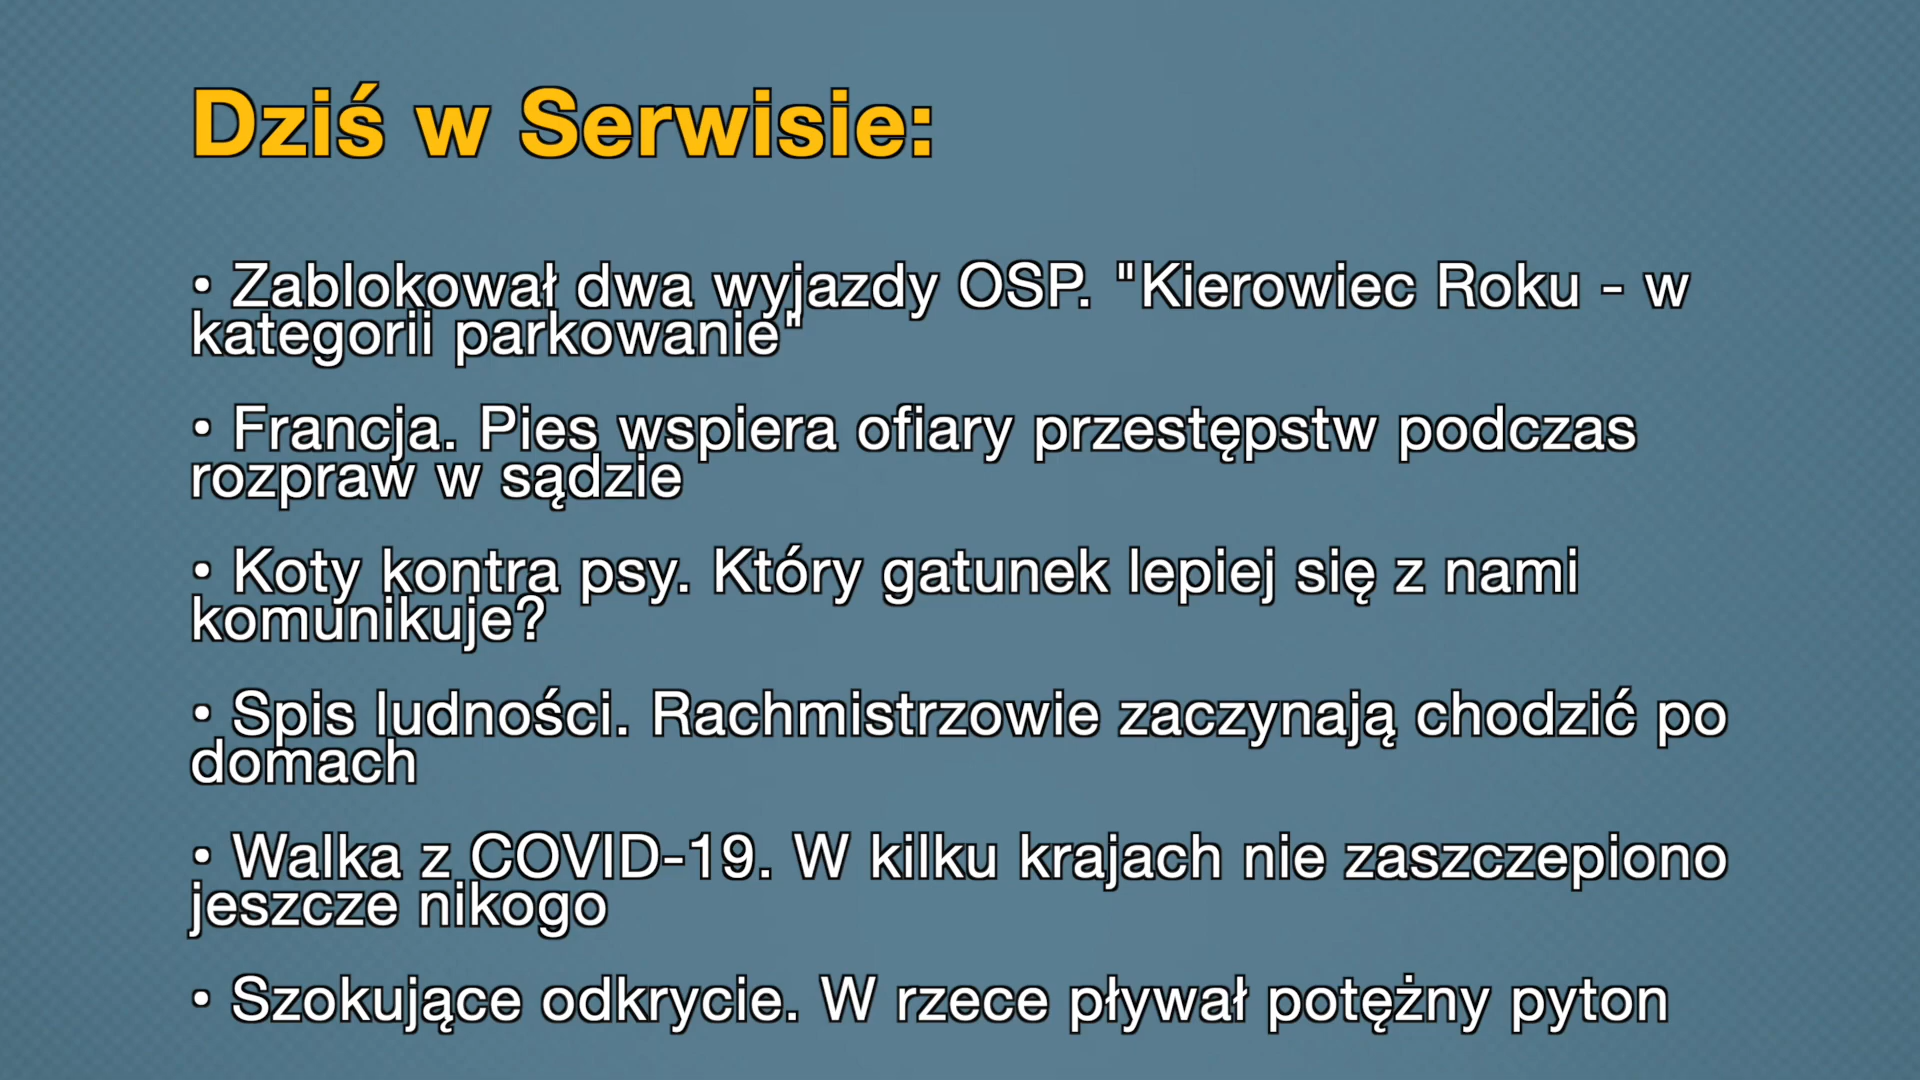 Dziś w Serwisie:
• Zablokował dwa wyjazdy OSP. "Kierowiec Roku - w
kategorii parkowanie"
• Francja. Pies wspiera ofiary przestępstw podczas
rozpraw w sądzie
• Koty kontra psy. Który gatunek lepiej się z nami
komunikuje?
• Spis ludności. Rachmistrzowie zaczynają chodzić po
domach
• Walka z COVID-19. W kilku krajach nie zaszczepiono
jeszcze nikogo
• Szokujące odkrycie. W rzece pływał potężny pyton